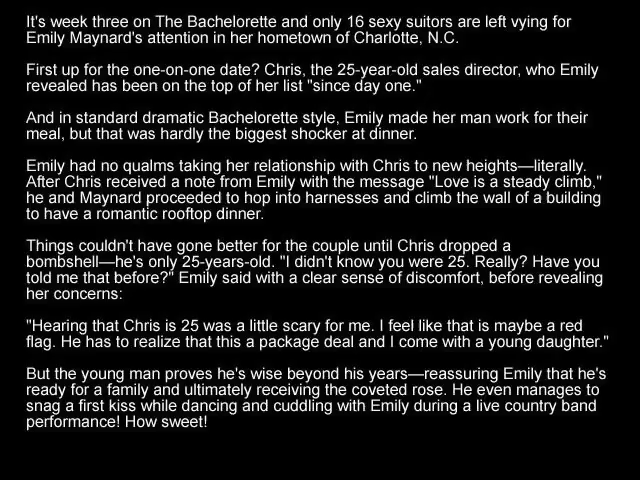 It's week three on The Bachelorette and only 16 sexy suitors are left vying for
Emily Maynard's attention in her hometown of Charlotte, N.C.
First up for the one-on-one date? Chris, the 25-year-old sales director, who Emily
revealed has been on the top of her list "since day one."
And in standard dramatic Bachelorette style, Emily made her man work for their
meal, but that was hardly the biggest shocker at dinner.
Emily had no qualms taking her relationship with Chris to new heights—literally.
After Chris received a note from Emily with the message "Love is a steady climb,"
he and Maynard proceeded to hop into harnesses and climb the wall of a building
to have a romantic rooftop dinner.
Things couldn't have gone better for the couple until Chris dropped a
bombshell—he's only 25-years-old. "I didn't know you were 25. Really? Have you
told me that before?" Emily said with a clear sense of discomfort, before revealing
her concerns:
"Hearing that Chris is 25 was a little scary for me. I feel like that is maybe a red
flag. He has to realize that this a package deal and I come with a young daughter."
But the young man proves he's wise beyond his years—reassuring Emily that he's
ready for a family and ultimately receiving the coveted rose. He even manages to
snag a first kiss while dancing and cuddling with Emily during a live country band
performance! How sweet!